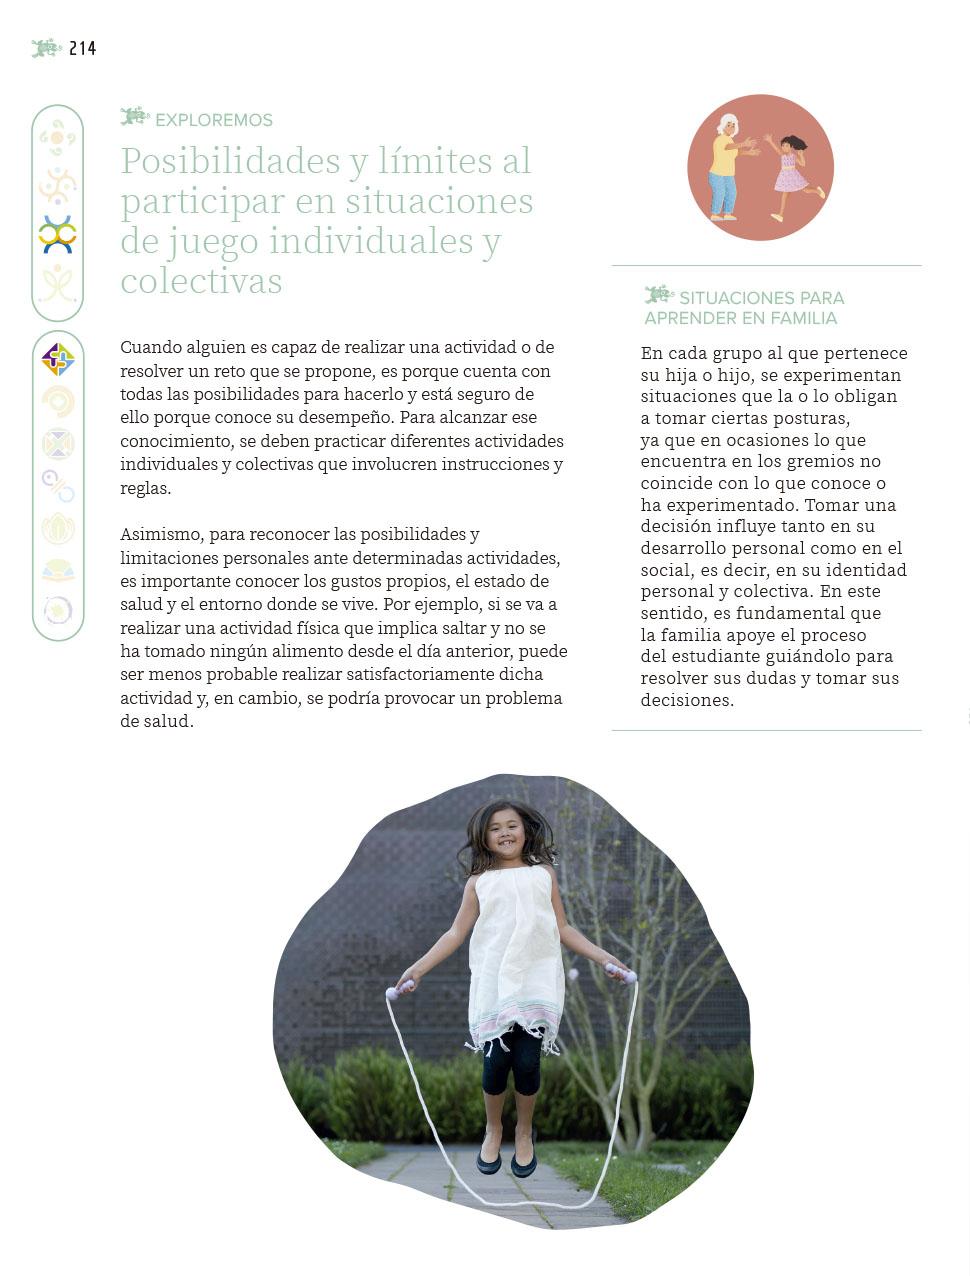 214
EXPLOREMOS
Posibilidades y límites al
participar en situaciones
de juego individuales y
colectivas
Cuando alguien es capaz de realizar una actividad o de
resolver un reto que se propone, es porque cuenta con
todas las posibilidades para hacerlo y está seguro de
ello porque conoce su desempeño. Para alcanzar ese
conocimiento, se deben practicar diferentes actividades
individuales y colectivas que involucren instrucciones y
reglas.
Asimismo, para reconocer las posibilidades y
limitaciones personales ante determinadas actividades,
es importante conocer los gustos propios, el estado de
salud y el entorno donde se vive. Por ejemplo, si se va a
realizar una actividad física que implica saltar y no se
ha tomado ningún alimento desde el día anterior, puede
ser menos probable realizar satisfactoriamente dicha
actividad y, en cambio, se podría provocar un problema
de salud.
SITUACIONES PARA
APRENDER EN FAMILIA
En cada grupo al que pertenece
su hija o hijo, se experimentan
situaciones que la o lo obligan
a tomar ciertas posturas,
ya que en ocasiones lo que
encuentra en los gremios no
coincide con lo que conoce o
ha experimentado. Tomar una
decisión influye tanto en su
desarrollo personal como en el
social, es decir, en su identidad
personal y colectiva. En este
sentido, es fundamental que
la familia apoye el proceso
del estudiante guiándolo para
resolver sus dudas y tomar sus
decisiones.